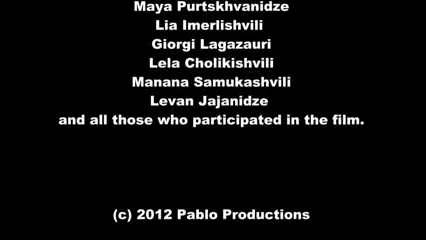 Maya Purtskhvanidze
Lia Imerlishvili
Giorgi Lagazauri
Lela Cholikishvili
Manana Samukashvili
Levan Jajanidze
and all those who participated in the film.
(c) 2012 Pablo Productions